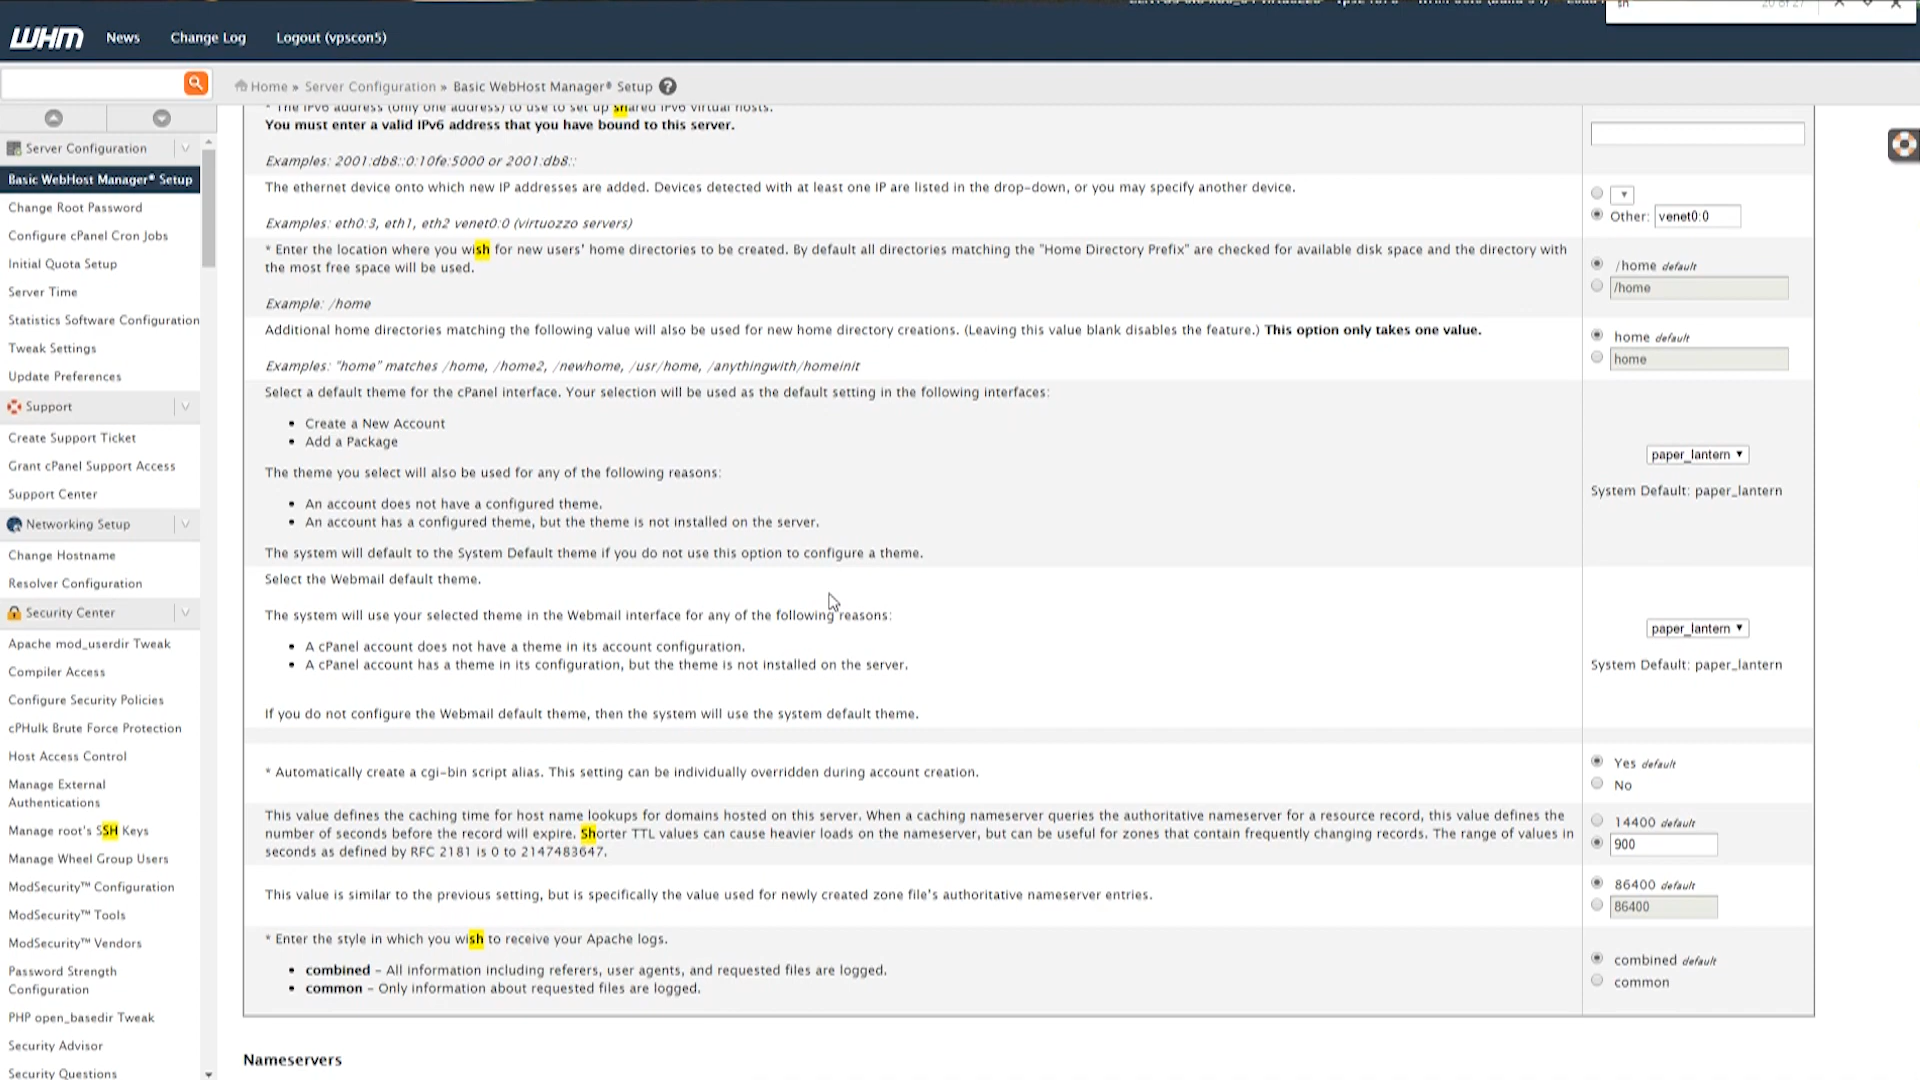 sh
20 of 27
WHM
News
Change Log
Logout (vpscon5)
Home » Server Configuration » Basic WebHost Manager® Setup
Server Configuration
Basic WebHost Manager® Setup
Change Root Password
Configure cPanel Cron Jobs
Initial Quota Setup
Server Time
Statistics Software Configuration
Tweak Settings
Update Preferences
Support
Create Support Ticket
Grant cPanel Support Access
Support Center
Networking Setup
Change Hostname
Resolver Configuration
Security Center
Apache mod_userdir Tweak
Compiler Access
Configure Security Policies
cPHulk Brute Force Protection
Host Access Control
Manage External
Authentications
Manage root's SSH Keys
Manage Wheel Group Users
ModSecurity™ Configuration
ModSecurity™ Tools
ModSecurity™ Vendors
Password Strength
Configuration
PHP open_basedir Tweak
Security Advisor
Security Questions
* The IPv6 address (only one address) to use to set up shared IPv6 virtual hosts.
You must enter a valid IPv6 address that you have bound to this server.
Examples: 2001:db8::0:10fe:5000 or 2001:db8::
The ethernet device onto which new IP addresses are added. Devices detected with at least one IP are listed in the drop-down, or you may specify another device.
Examples: eth0:3, eth1, eth2 venet0:0 (virtuozzo servers)
Other: venet0:0
* Enter the location where you wish for new users' home directories to be created. By default all directories matching the "Home Directory Prefix" are checked for available disk space and the directory with
the most free space will be used.
Example: /home
/home default
/home
Additional home directories matching the following value will also be used for new home directory creations. (Leaving this value blank disables the feature.) This option only takes one value.
Examples: "home" matches /home, /home2, /newhome, /usr/home, /anythingwith/homeinit
home default
home
Select a default theme for the cPanel interface. Your selection will be used as the default setting in the following interfaces:
• Create a New Account
• Add a Package
The theme you select will also be used for any of the following reasons:
• An account does not have a configured theme.
• An account has a configured theme, but the theme is not installed on the server.
The system will default to the System Default theme if you do not use this option to configure a theme.
paper_lantern
System Default: paper_lantern
Select the Webmail default theme.
The system will use your selected theme in the Webmail interface for any of the following reasons:
• A cPanel account does not have a theme in its account configuration.
• A cPanel account has a theme in its configuration, but the theme is not installed on the server.
If you do not configure the Webmail default theme, then the system will use the system default theme.
paper_lantern
System Default: paper_lantern
* Automatically create a cgi-bin script alias. This setting can be individually overridden during account creation.
Yes default
No
This value defines the caching time for host name lookups for domains hosted on this server. When a caching nameserver queries the authoritative nameserver for a resource record, this value defines the
number of seconds before the record will expire. Shorter TTL values can cause heavier loads on the nameserver, but can be useful for zones that contain frequently changing records. The range of values in
seconds as defined by RFC 2181 is 0 to 2147483647.
14400 default
900
This value is similar to the previous setting, but is specifically the value used for newly created zone file's authoritative nameserver entries.
86400 default
86400
* Enter the style in which you wish to receive your Apache logs.
• combined – All information including referers, user agents, and requested files are logged.
• common – Only information about requested files are logged.
combined default
common
Nameservers